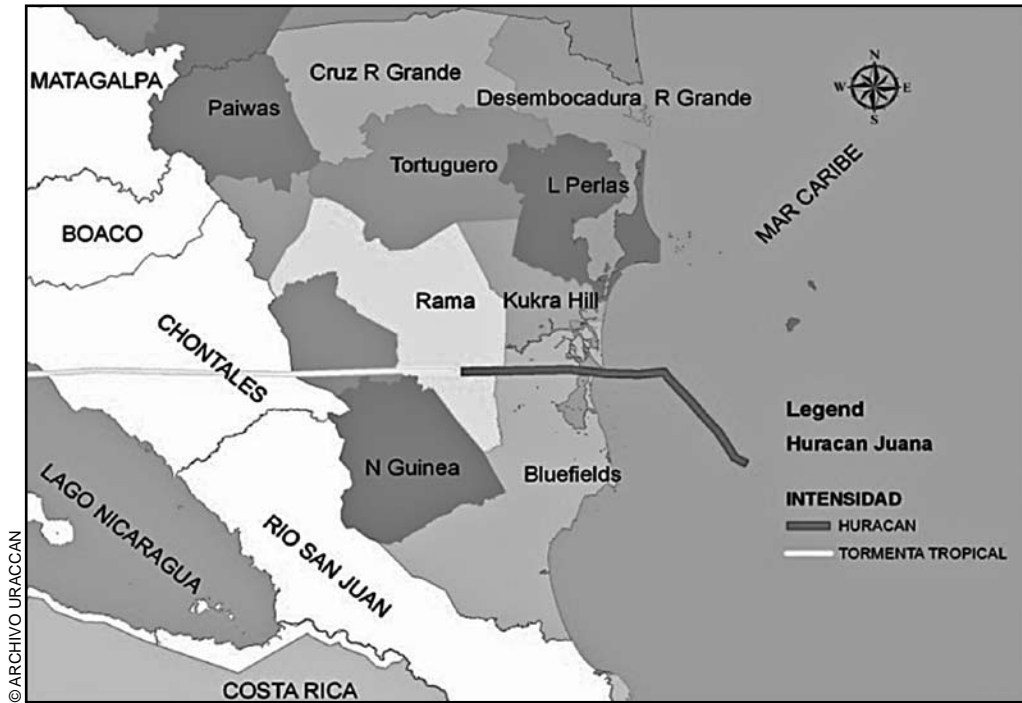 Cruz R Grande
MATAGALPA
Paiwas
Desembocadura R Grande
N
W E
S
Tortuguero
L Perlas
MAR CARIBE
BOACO
Rama
Kukra Hill
CHONTALES
Legend
Huracan Juana
N Guinea
Bluefields
INTENSIDAD
HURACAN
TORMENTA TROPICAL
LAGO NICARAGUA
RIO SAN JUAN
COSTA RICA
© ARCHIVO URACCAN